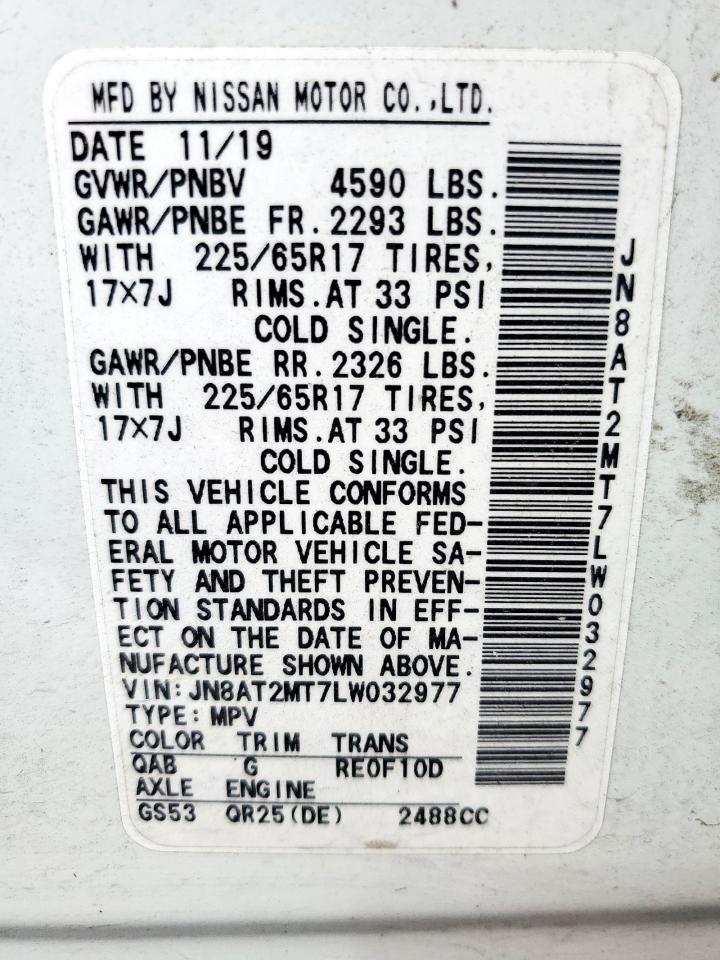 MFD BY NISSAN MOTOR CO.,LTD.
DATE 11/19
GVWR/PNBV 4590 LBS.
GAWR/PNBE FR.2293 LBS.
WITH 225/65R17 TIRES,
17×7J RIMS.AT 33 PSI
COLD SINGLE.
GAWR/PNBE RR.2326 LBS.
WITH 225/65R17 TIRES,
17×7J RIMS.AT 33 PSI
COLD SINGLE.
THIS VEHICLE CONFORMS
TO ALL APPLICABLE FED-
ERAL MOTOR VEHICLE SA-
FETY AND THEFT PREVEN-
TION STANDARDS IN EFF-
ECT ON THE DATE OF MA-
NUFACTURE SHOWN ABOVE.
VIN:JN8AT2MT7LW032977
TYPE:MPV
COLOR TRIM TRANS
QAB G RE0F10D
AXLE ENGINE
GS53 QR25(DE) 2488CC
JN8AT2MT7LW032977